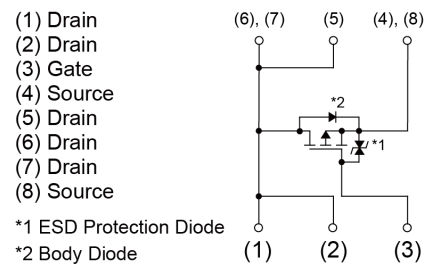 (1) Drain
(2) Drain
(3) Gate
(4) Source
(5) Drain
(6) Drain
(7) Drain
(8) Source
*1 ESD Protection Diode
*2 Body Diode
(6), (7) (5) (4), (8)
*2
*1
(1) (2) (3)